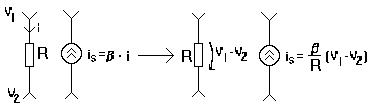 V1
i
R
is = β · i
V2
R
V1-V2
is = β/R (V1-V2)